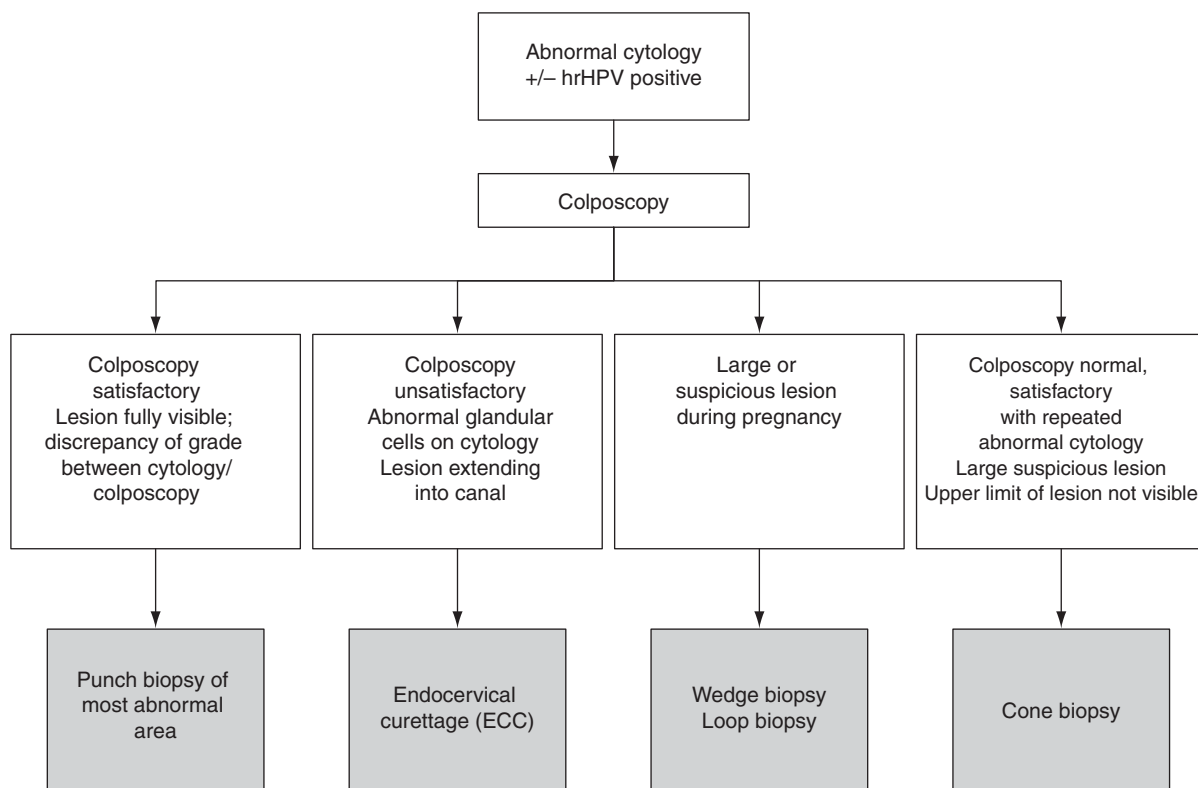 Abnormal cytology
+/– hrHPV positive
Colposcopy
Colposcopy
satisfactory
Lesion fully visible;
discrepancy of grade
between cytology/
colposcopy
Colposcopy
unsatisfactory
Abnormal glandular
cells on cytology
Lesion extending
into canal
Large or
suspicious lesion
during pregnancy
Colposcopy normal,
satisfactory
with repeated
abnormal cytology
Large suspicious lesion
Upper limit of lesion not visible
Punch biopsy of
most abnormal
area
Endocervical
curettage (ECC)
Wedge biopsy
Loop biopsy
Cone biopsy